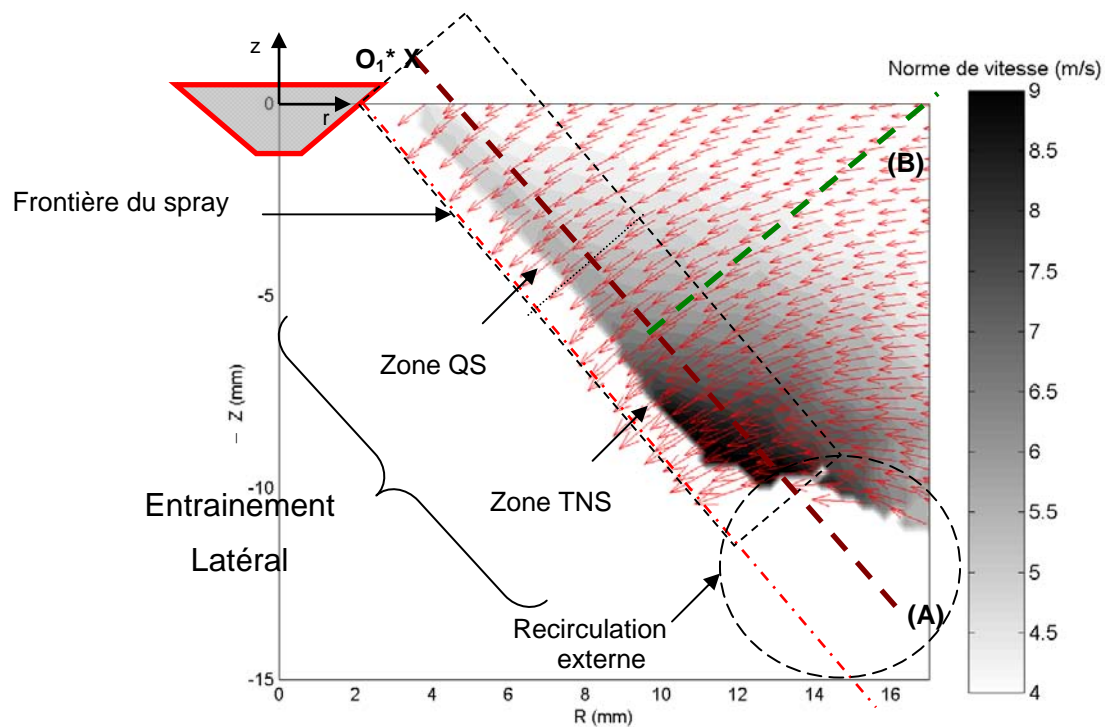 z
O₁* X
r
Norme de vitesse (m/s)
9
8.5
8
7.5
7
6.5
6
5.5
5
4.5
4
(B)
Frontière du spray
0
-5
-10
-15
– Z (mm)
Zone QS
Zone TNS
Entrainement
Latéral
Recirculation
externe
(A)
0 2 4 6 8 10 12 14 16
R (mm)